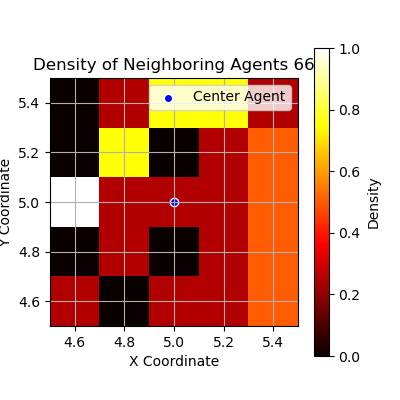 Density of Neighboring Agents 66
Center Agent
Y Coordinate
5.4
5.2
5.0
4.8
4.6
4.6 4.8 5.0 5.2 5.4
X Coordinate
1.0
0.8
0.6
0.4
0.2
0.0
Density